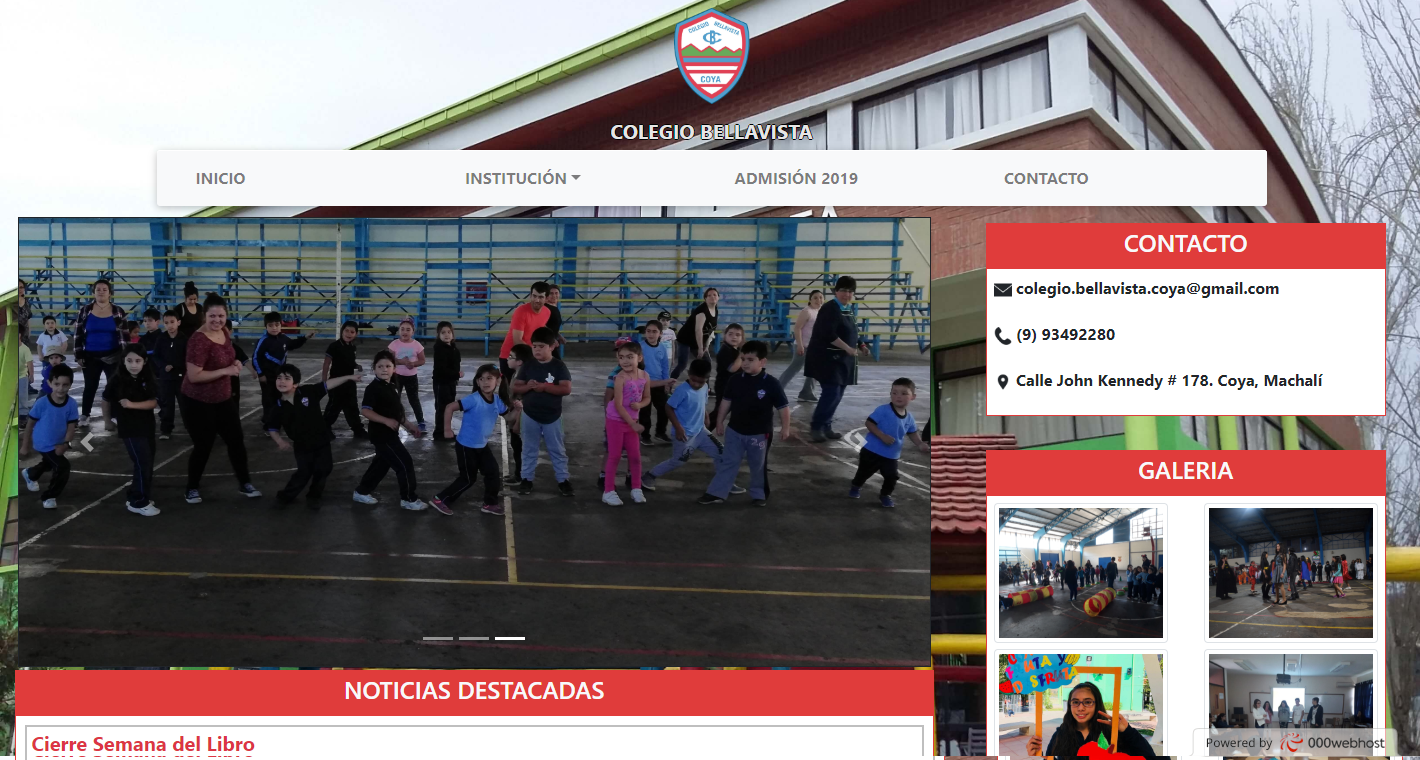 COLEGIO BELLAVISTA
CBC
COYA
COLEGIO BELLAVISTA
INICIO
INSTITUCIÓN
ADMISIÓN 2019
CONTACTO
CONTACTO
colegio.bellavista.coya@gmail.com
(9) 93492280
Calle John Kennedy # 178. Coya, Machalí
GALERIA
NOTICIAS DESTACADAS
Cierre Semana del Libro
Powered by 000webhost